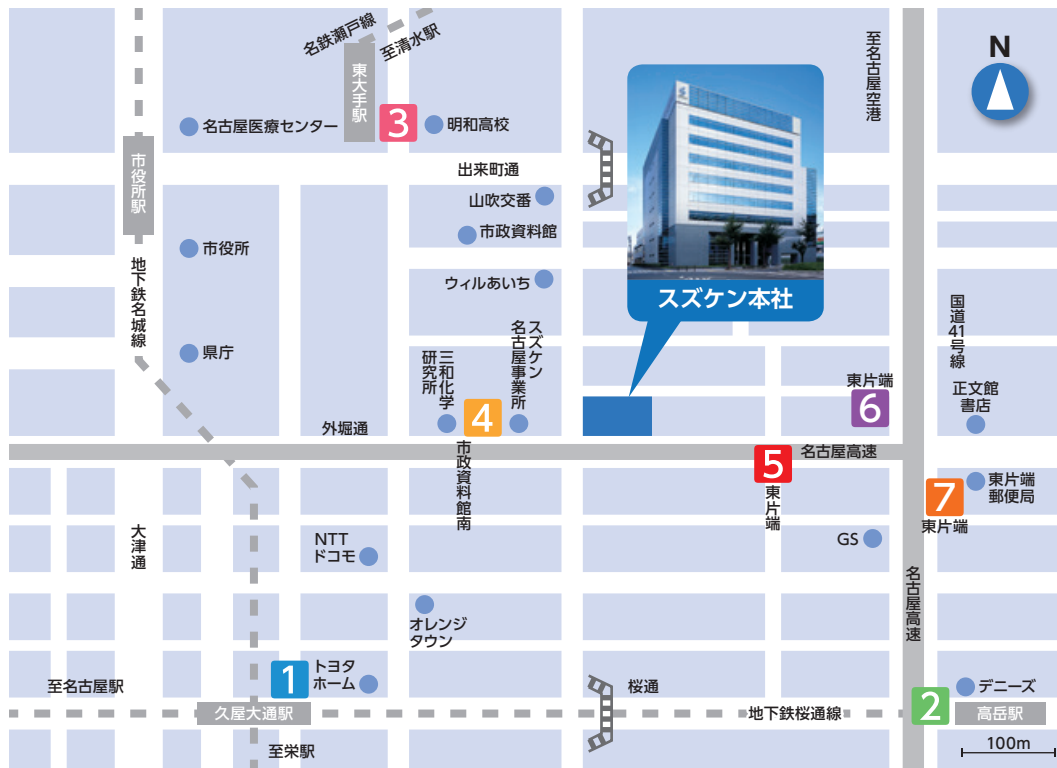 名鉄瀬戸線
至清水駅
東大手駅
3
名古屋医療センター
明和高校
至名古屋空港
N
市役所駅
出来町通
山吹交番
市政資料館
市役所
ウィルあいち
スズケン本社
地下鉄名城線
県庁
三和化学
研究所
スズケン
名古屋事業所
4
外堀通
市政資料館南
東片端
6
国道41号線
正文館
書店
名古屋高速
5
東片端
7
東片端
東片端
郵便局
大津通
NTT
ドコモ
GS
名古屋高速
オレンジ
タウン
1
トヨタ
ホーム
至名古屋駅
久屋大通駅
至栄駅
桜通
地下鉄桜通線
2
デニーズ
高岳駅
100m